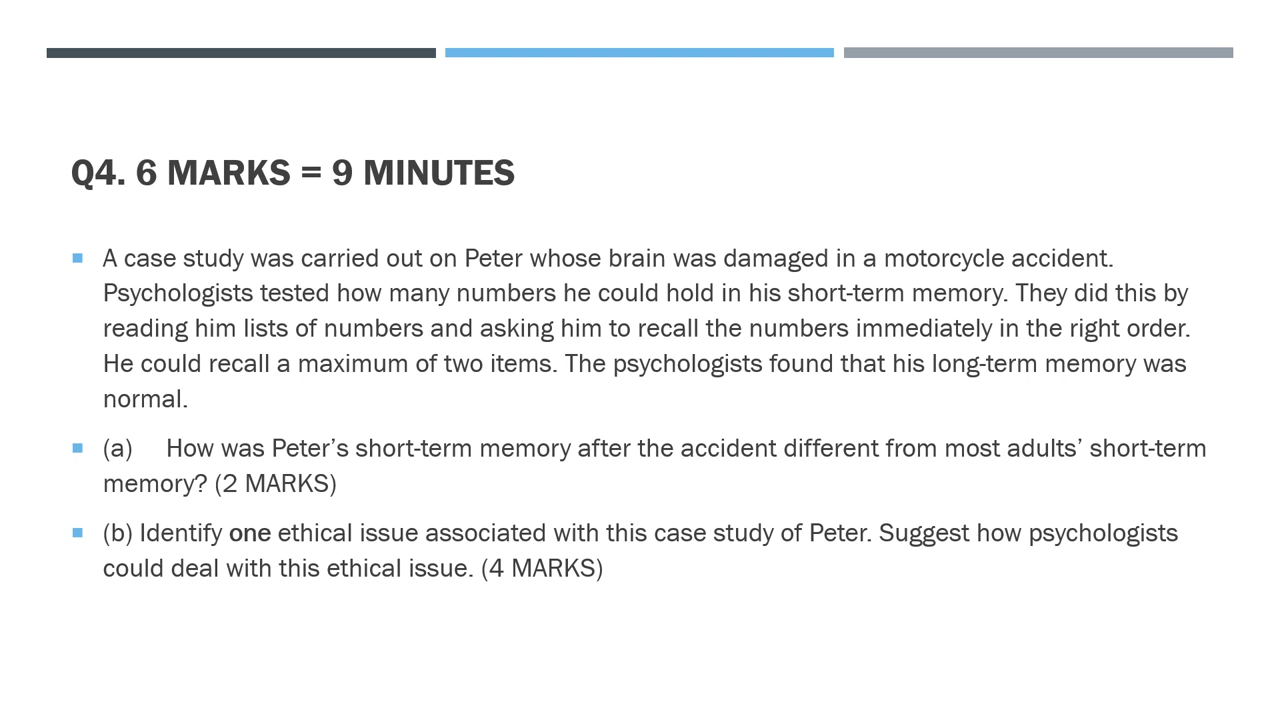 Q4. 6 MARKS = 9 MINUTES
A case study was carried out on Peter whose brain was damaged in a motorcycle accident.
Psychologists tested how many numbers he could hold in his short-term memory. They did this by
reading him lists of numbers and asking him to recall the numbers immediately in the right order.
He could recall a maximum of two items. The psychologists found that his long-term memory was
normal.
(a) How was Peter’s short-term memory after the accident different from most adults’ short-term
memory? (2 MARKS)
(b) Identify one ethical issue associated with this case study of Peter. Suggest how psychologists
could deal with this ethical issue. (4 MARKS)